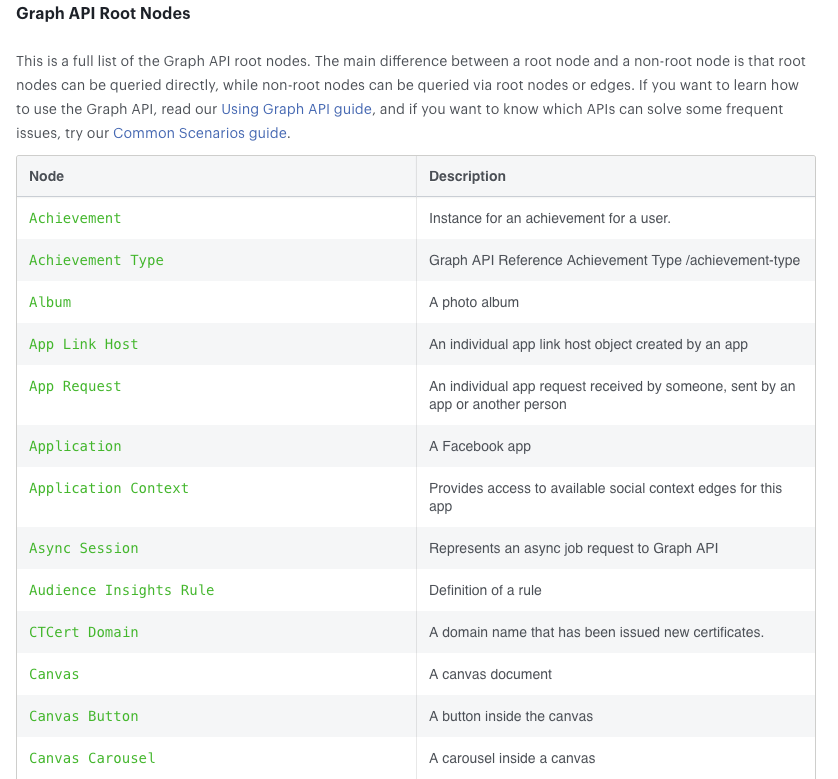 Graph API Root Nodes
This is a full list of the Graph API root nodes. The main difference between a root node and a non-root node is that root
nodes can be queried directly, while non-root nodes can be queried via root nodes or edges. If you want to learn how
to use the Graph API, read our Using Graph API guide, and if you want to know which APIs can solve some frequent
issues, try our Common Scenarios guide.
Node Description
Achievement Instance for an achievement for a user.
Achievement Type Graph API Reference Achievement Type /achievement-type
Album A photo album
App Link Host An individual app link host object created by an app
App Request An individual app request received by someone, sent by an
app or another person
Application A Facebook app
Application Context Provides access to available social context edges for this
app
Async Session Represents an async job request to Graph API
Audience Insights Rule Definition of a rule
CTCert Domain A domain name that has been issued new certificates.
Canvas A canvas document
Canvas Button A button inside the canvas
Canvas Carousel A carousel inside a canvas